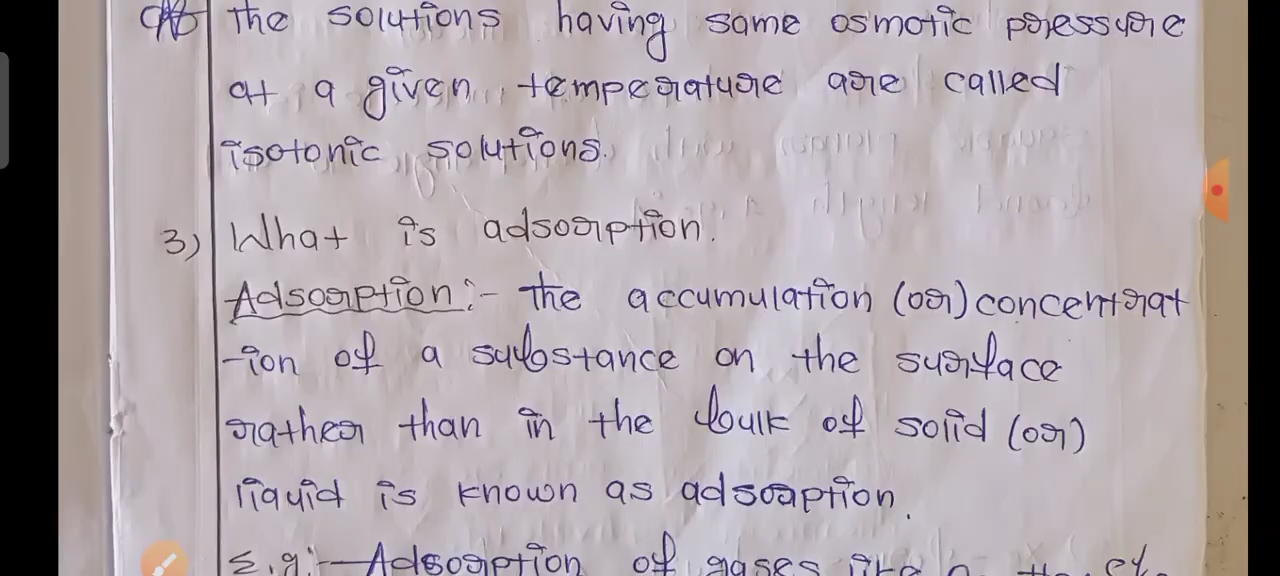 the solutions having same osmotic pressure
at a given temperature are called
isotonic solutions.
3) What is adsorption.
Adsorption:- the accumulation (or) concentrat
-ion of a substance on the surface
rather than in the bulk of solid (or)
liquid is known as adsorption.
E.g:- Adsorption of gases like